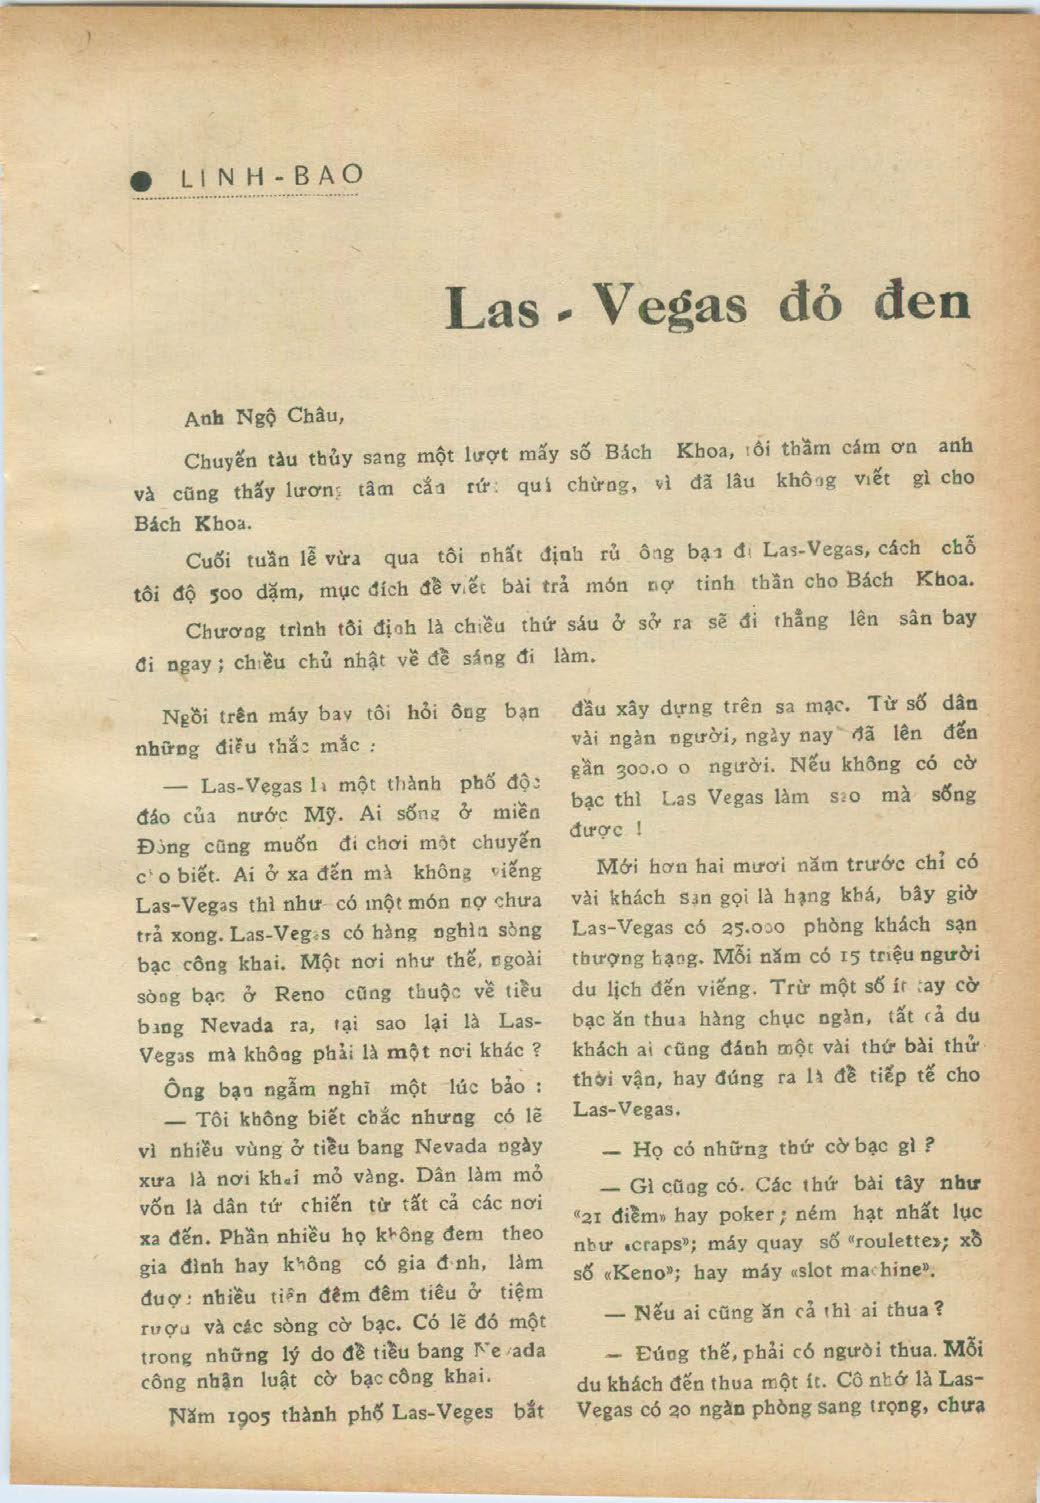 ● LINH-BAO
Las - Vegas đỏ đen
Anh Ngộ Châu,
Chuyến tàu thủy sang một lượt mấy số Bách Khoa, tôi thầm cám ơn anh
và cũng thấy lương tâm cắn rứt quá chừng, vì đã lâu không viết gì cho
Bách Khoa.
Cuối tuần lễ vừa qua tôi nhất định rủ ông bạn đi Las-Vegas, cách chỗ
tôi độ 500 dặm, mục đích để viết bài trả món nợ tinh thần cho Bách Khoa.
Chương trình tôi định là chiều thứ sáu ở sở ra sẽ đi thẳng lên sân bay
đi ngay ; chiều chủ nhật về để sáng đi làm.
Ngồi trên máy bay tôi hỏi ông bạn
những điều thắc mắc :
— Las-Vegas là một thành phố độc
đáo của nước Mỹ. Ai sống ở miền
Đông cũng muốn đi chơi một chuyến
cho biết. Ai ở xa đến mà không viếng
Las-Vegas thì như có một món nợ chưa
trả xong. Las-Vegas có hàng nghìn sòng
bạc công khai. Một nơi như thế, ngoài
sòng bạc ở Reno cũng thuộc về tiểu
bang Nevada ra, tại sao lại là Las-
Vegas mà không phải là một nơi khác ?
Ông bạn ngẫm nghĩ một lúc bảo :
— Tôi không biết chắc nhưng có lẽ
vì nhiều vùng ở tiểu bang Nevada ngày
xưa là nơi khai mỏ vàng. Dân làm mỏ
vốn là dân tứ chiến từ tất cả các nơi
xa đến. Phần nhiều họ không đem theo
gia đình hay không có gia đình, làm
được nhiều tiền đêm đêm tiêu ở tiệm
rượu và các sòng cờ bạc. Có lẽ đó một
trong những lý do để tiểu bang Nevada
công nhận luật cờ bạc công khai.
Năm 1905 thành phố Las-Veges bắt
đầu xây dựng trên sa mạc. Từ số dân
vài ngàn người, ngày nay đã lên đến
gần 300.000 người. Nếu không có cờ
bạc thì Las Vegas làm sao mà sống
được !
Mới hơn hai mươi năm trước chỉ có
vài khách sạn gọi là hạng khá, bây giờ
Las-Vegas có 25.000 phòng khách sạn
thượng hạng. Mỗi năm có 15 triệu người
du lịch đến viếng. Trừ một số ít tay cờ
bạc ăn thua hàng chục ngàn, tất cả du
khách ai cũng đánh một vài thứ bài thử
thời vận, hay đúng ra là để tiếp tế cho
Las-Vegas.
— Họ có những thứ cờ bạc gì ?
— Gì cũng có. Các thứ bài tây như
«21 điểm» hay poker ; ném hạt nhất lục
như «craps»; máy quay số «roulette»; xổ
số «Keno»; hay máy «slot machine».
— Nếu ai cũng ăn cả thì ai thua ?
— Đúng thế, phải có người thua. Mỗi
du khách đến thua một ít. Cô nhớ là Las-
Vegas có 20 ngàn phòng sang trọng, chưa